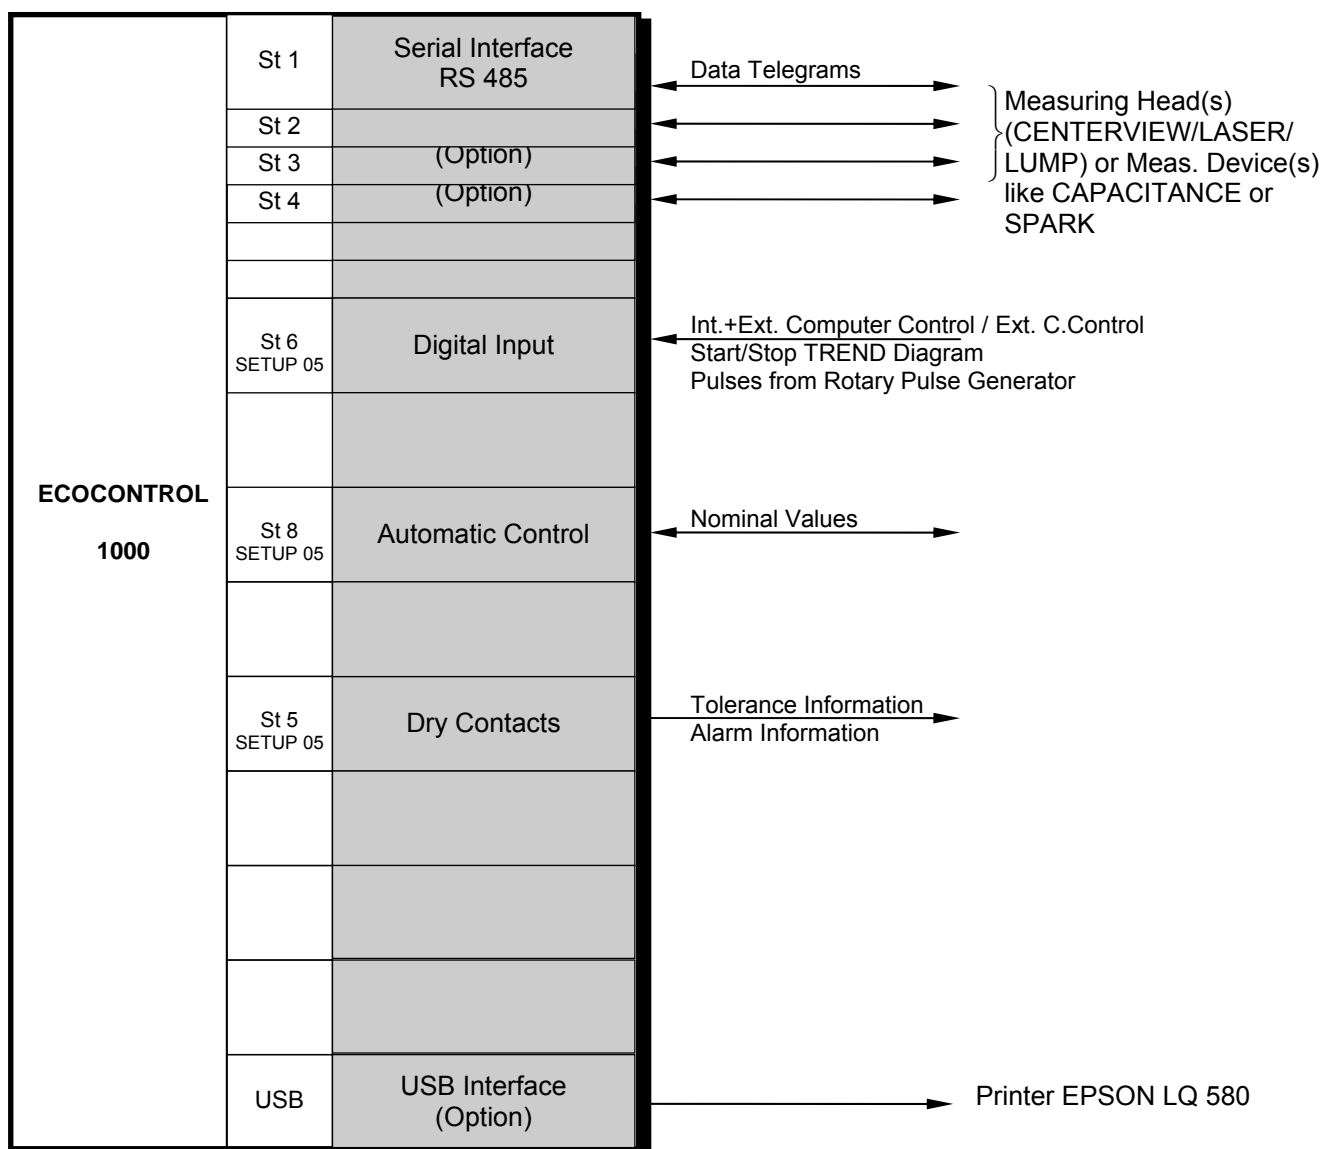 St 1
Serial Interface
RS 485
Data Telegrams
Measuring Head(s)
(CENTERVIEW/LASER/
LUMP) or Meas. Device(s)
like CAPACITANCE or
SPARK
St 2
St 3
(Option)
St 4
(Option)
St 6
SETUP 05
Digital Input
Int.+Ext. Computer Control / Ext. C.Control
Start/Stop TREND Diagram
Pulses from Rotary Pulse Generator
ECOCONTROL
1000
St 8
SETUP 05
Automatic Control
Nominal Values
St 5
SETUP 05
Dry Contacts
Tolerance Information
Alarm Information
USB
USB Interface
(Option)
Printer EPSON LQ 580